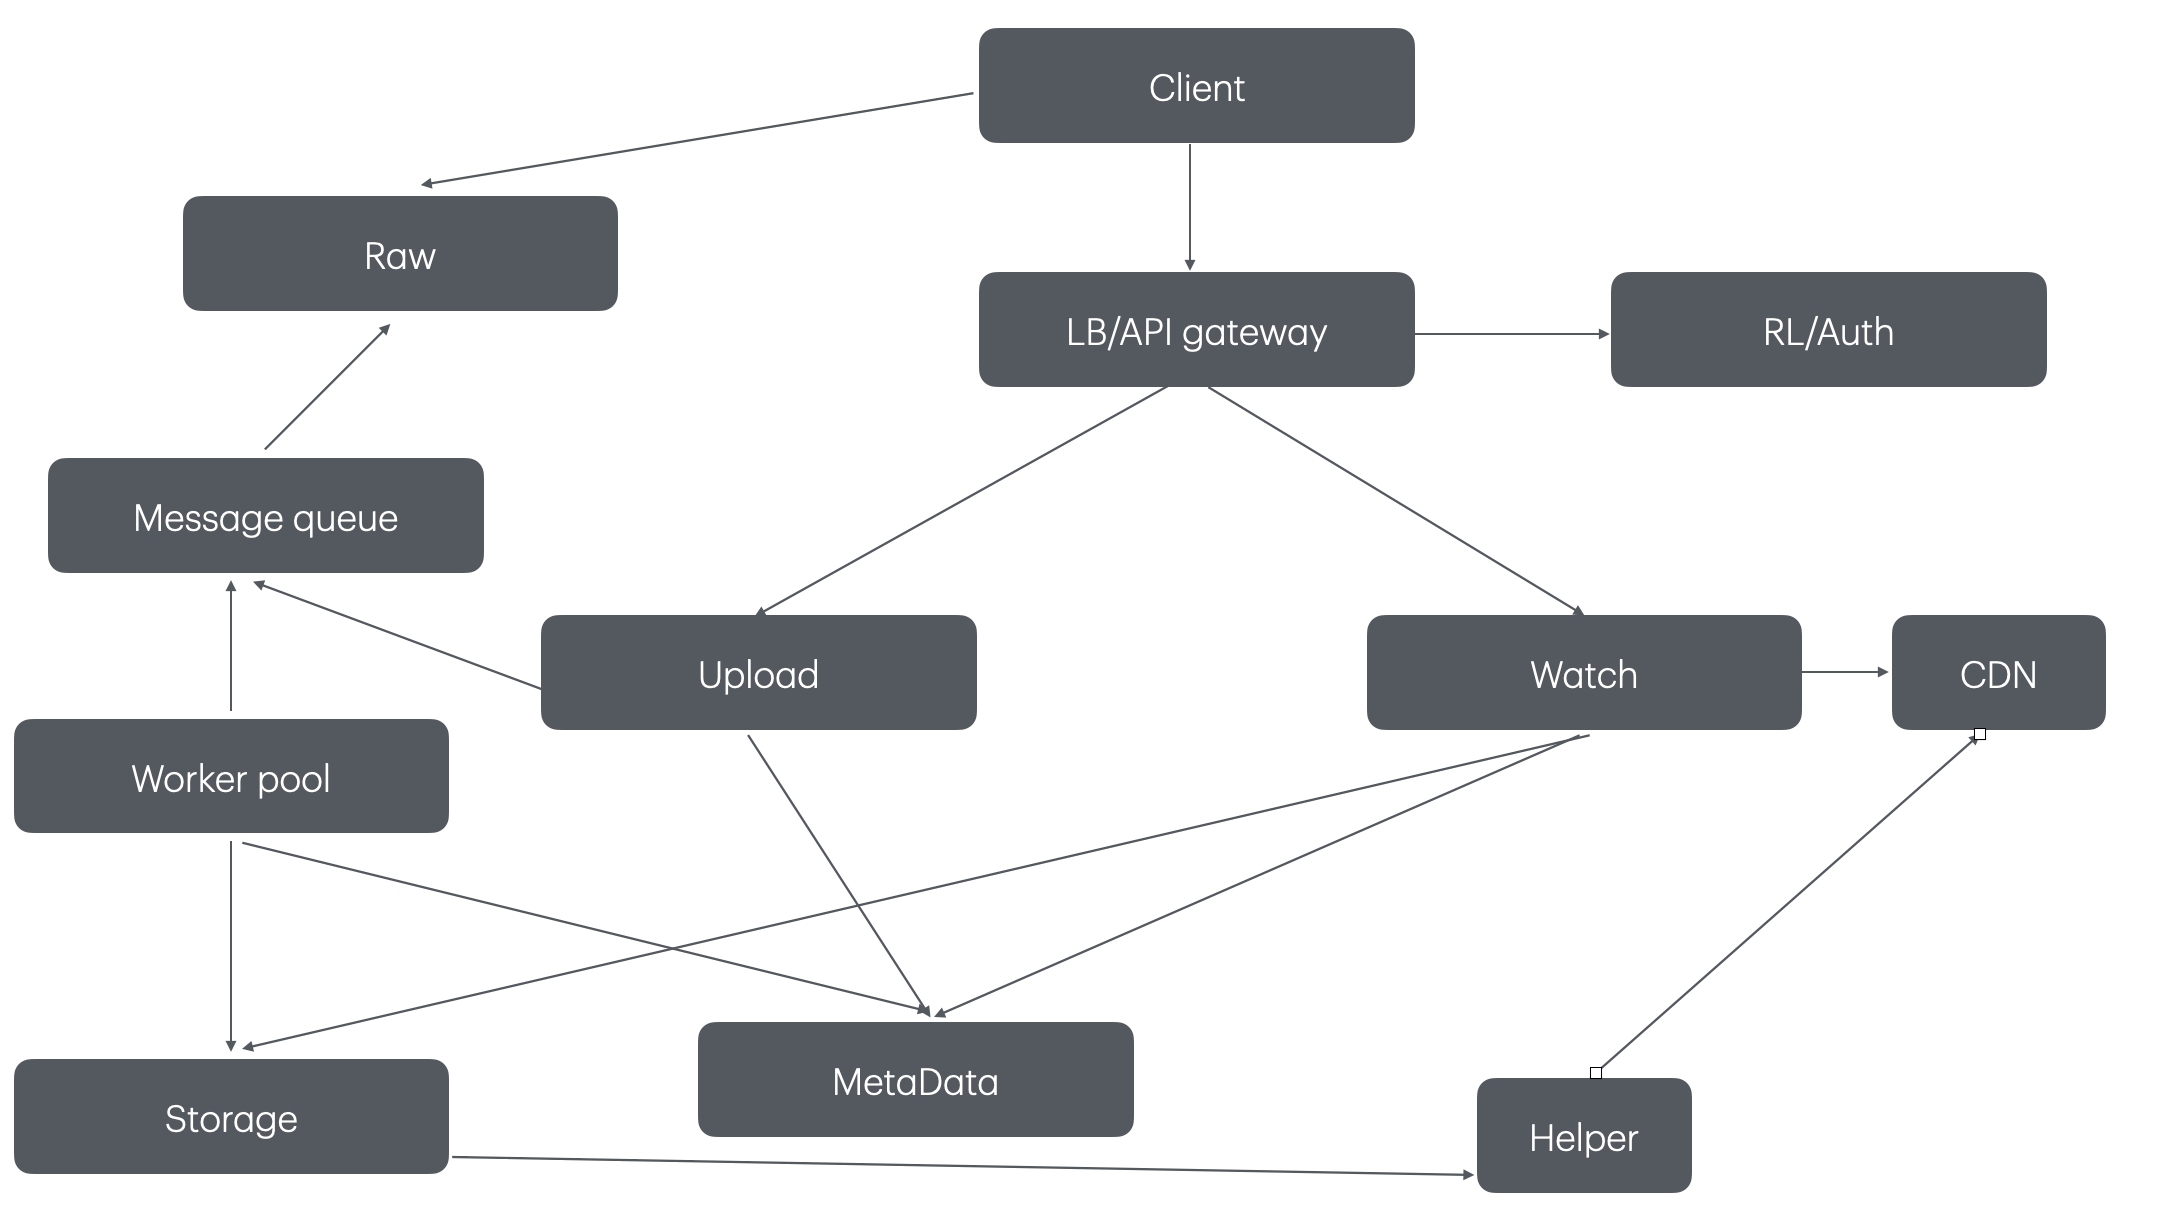 Client
Raw
LB/API gateway
RL/Auth
Message queue
Upload
Watch
CDN
Worker pool
MetaData
Storage
Helper